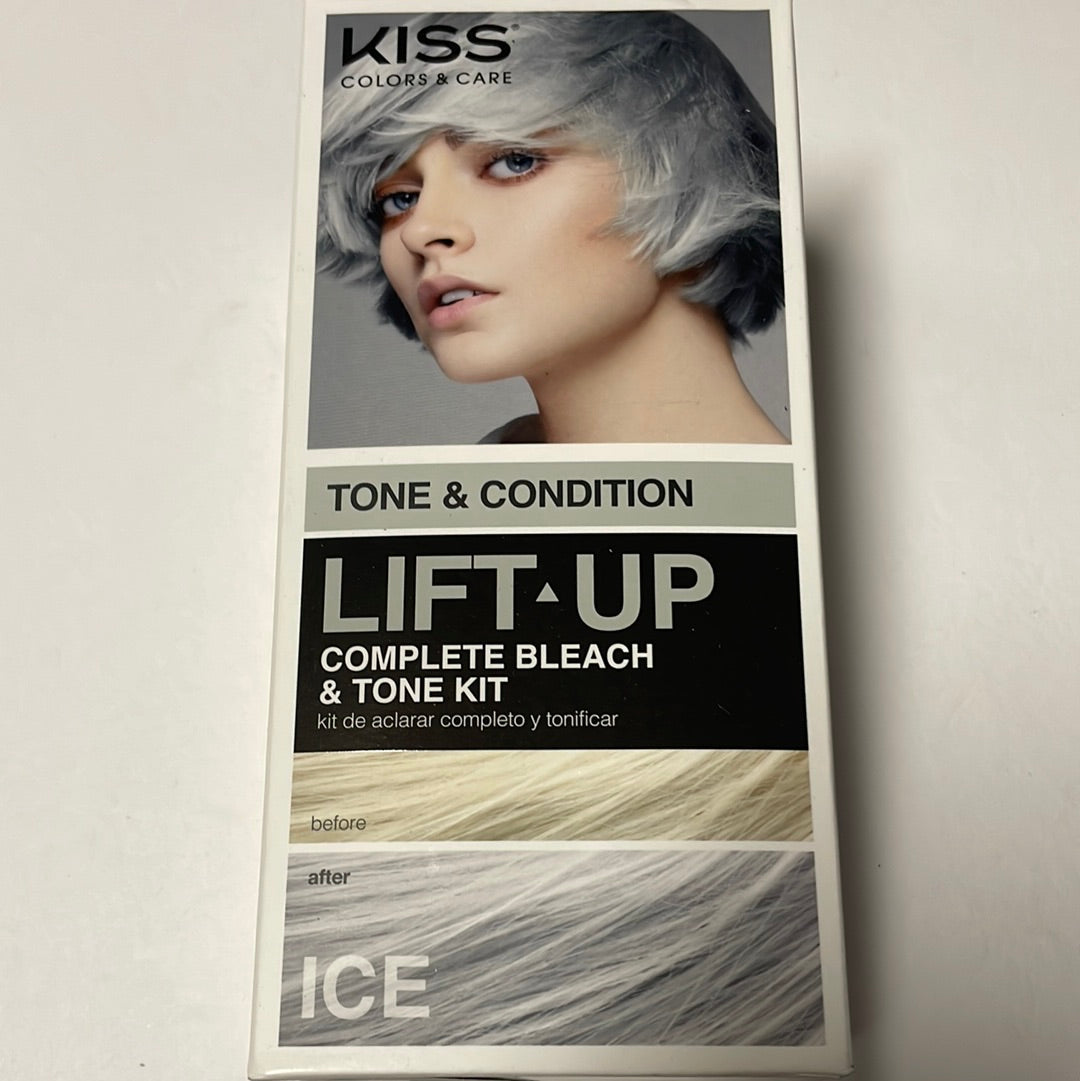 KISS
COLORS & CARE
TONE & CONDITION
LIFT▲UP
COMPLETE BLEACH
& TONE KIT
kit de aclarar completo y tonificar
before
after
ICE